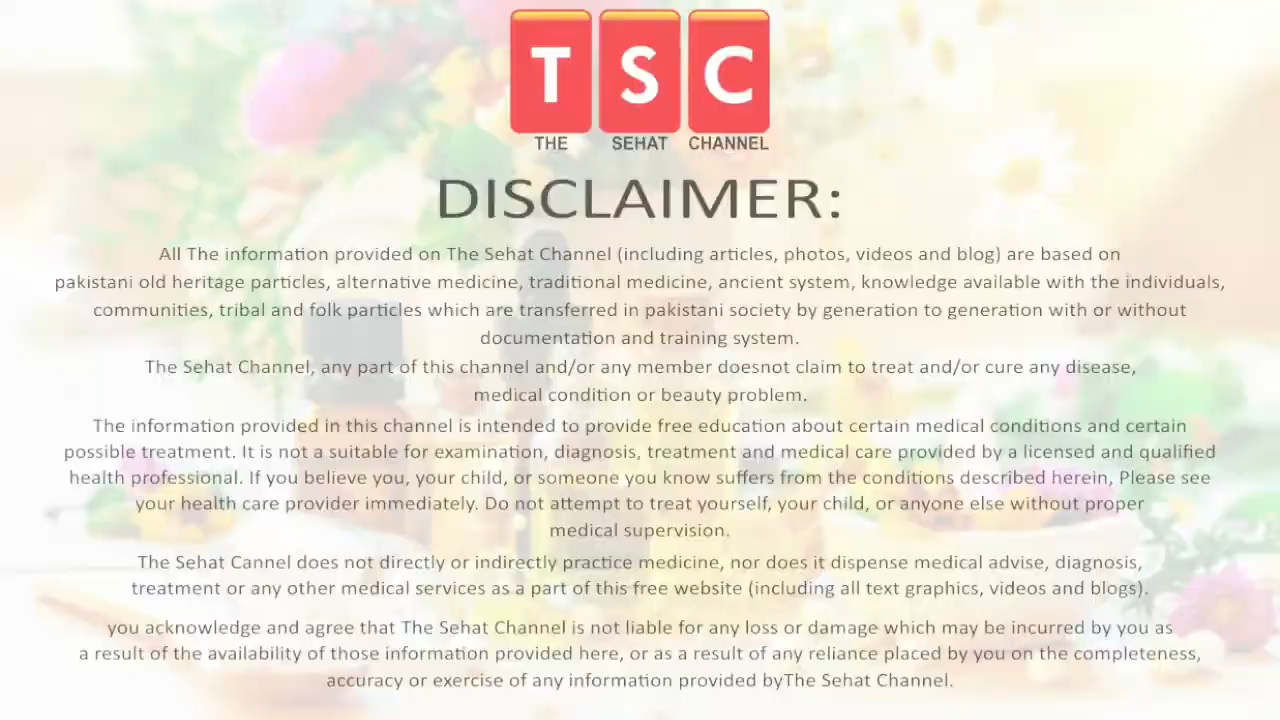 T S C
THE SEHAT CHANNEL
DISCLAIMER:
All The information provided on The Sehat Channel (including articles, photos, videos and blog) are based on
pakistani old heritage particles, alternative medicine, traditional medicine, ancient system, knowledge available with the individuals,
communities, tribal and folk particles which are transferred in pakistani society by generation to generation with or without
documentation and training system.
The Sehat Channel, any part of this channel and/or any member doesnot claim to treat and/or cure any disease,
medical condition or beauty problem.
The information provided in this channel is intended to provide free education about certain medical conditions and certain
possible treatment. It is not a suitable for examination, diagnosis, treatment and medical care provided by a licensed and qualified
health professional. If you believe you, your child, or someone you know suffers from the conditions described herein, Please see
your health care provider immediately. Do not attempt to treat yourself, your child, or anyone else without proper
medical supervision.
The Sehat Cannel does not directly or indirectly practice medicine, nor does it dispense medical advise, diagnosis,
treatment or any other medical services as a part of this free website (including all text graphics, videos and blogs).
you acknowledge and agree that The Sehat Channel is not liable for any loss or damage which may be incurred by you as
a result of the availability of those information provided here, or as a result of any reliance placed by you on the completeness,
accuracy or exercise of any information provided byThe Sehat Channel.